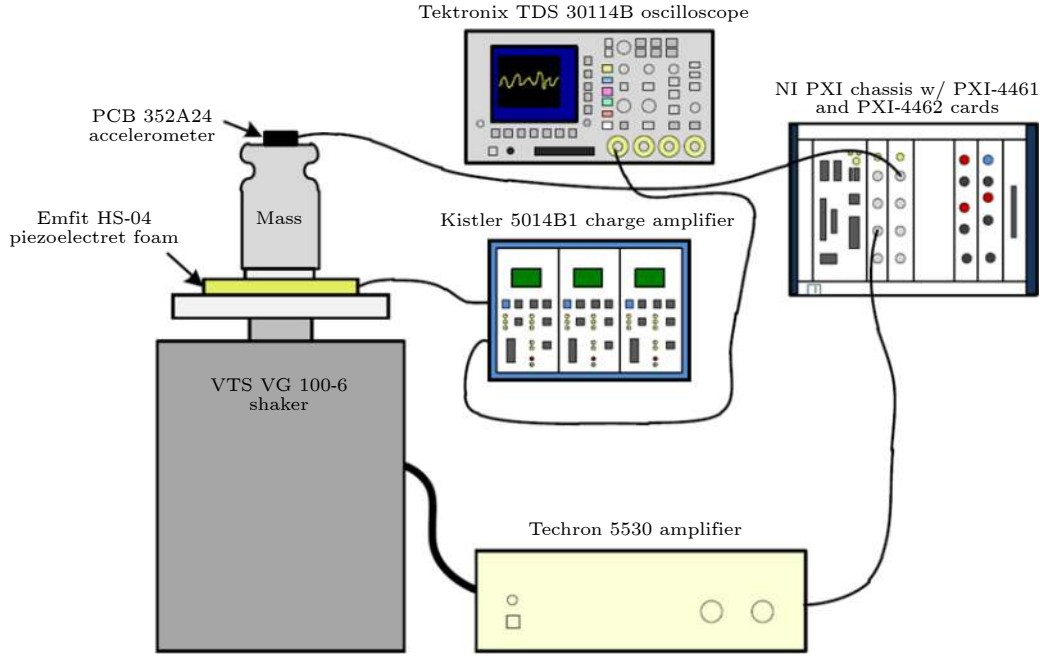 Tektronix TDS 30114B oscilloscope
NI PXI chassis w/ PXI-4461
and PXI-4462 cards
PCB 352A24
accelerometer
Mass
Emfit HS-04
piezoelectret foam
Kistler 5014B1 charge amplifier
VTS VG 100-6
shaker
Techron 5530 amplifier